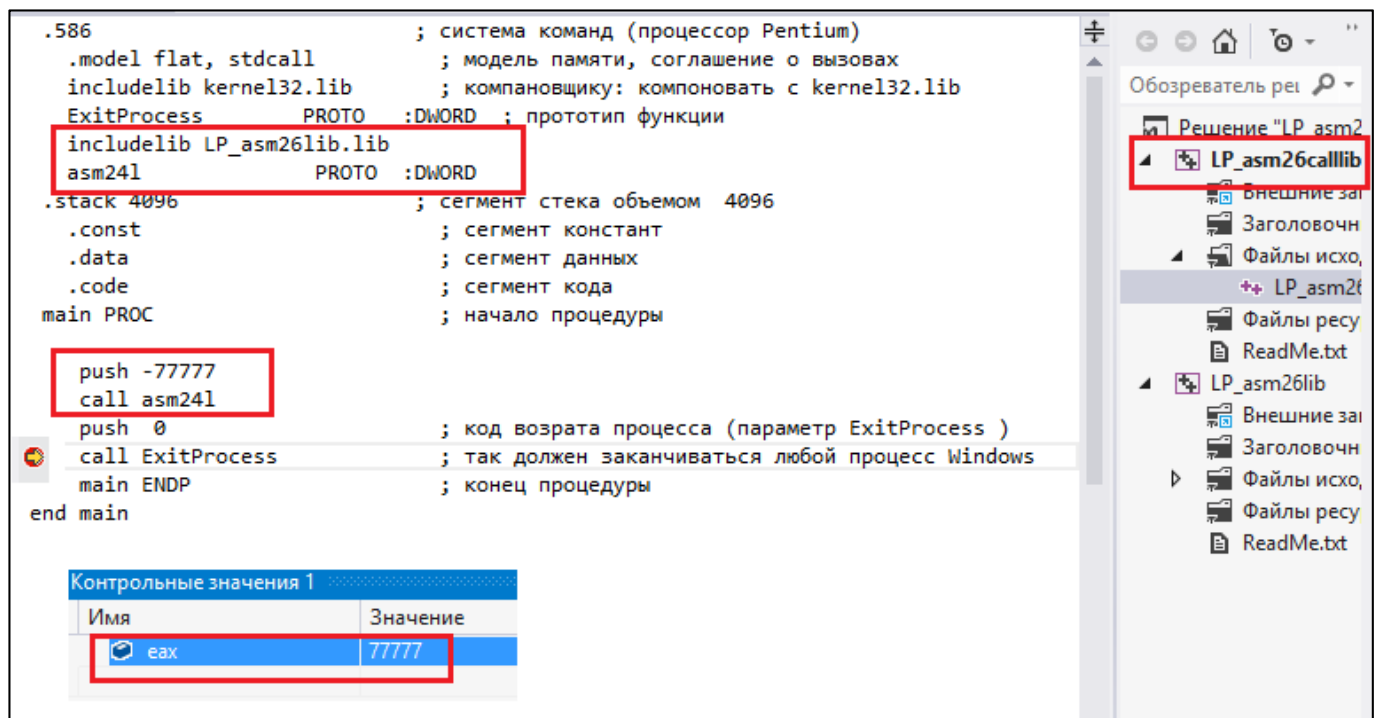 .586 ; система команд (процессор Pentium)
.model flat, stdcall ; модель памяти, соглашение о вызовах
includelib kernel32.lib ; компановщику: компоновать с kernel32.lib
ExitProcess PROTO :DWORD ; прототип функции
includelib LP_asm26lib.lib
asm24l PROTO :DWORD
.stack 4096 ; сегмент стека объемом 4096
.const ; сегмент констант
.data ; сегмент данных
.code ; сегмент кода
main PROC ; начало процедуры
push -77777
call asm24l
push 0 ; код возрата процесса (параметр ExitProcess )
call ExitProcess ; так должен заканчиваться любой процесс Windows
main ENDP ; конец процедуры
end main
Контрольные значения 1
Имя Значение
eax 77777
Обозреватель реш
Решение "LP_asm2
LP_asm26calllib
Внешние зав
Заголовочн
Файлы исхо
LP_asm26
Файлы ресу
ReadMe.txt
LP_asm26lib
Внешние зав
Заголовочн
Файлы исхо
Файлы ресу
ReadMe.txt